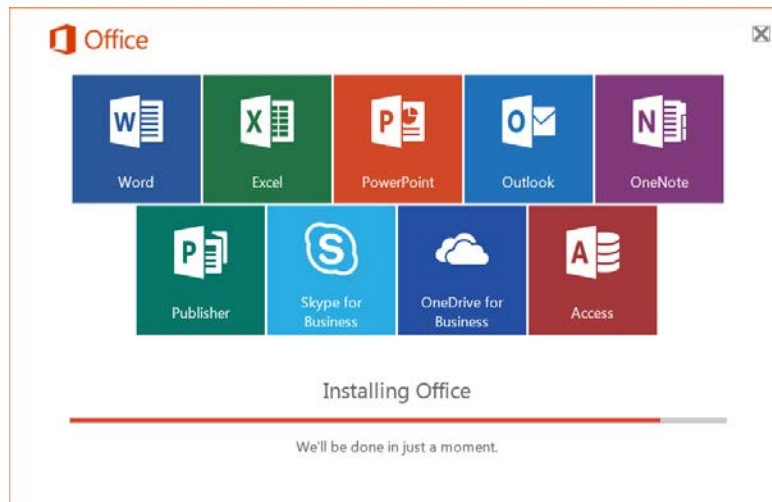 Office
Word
Excel
PowerPoint
Outlook
OneNote
Publisher
Skype for
Business
OneDrive for
Business
Access
Installing Office
We'll be done in just a moment.